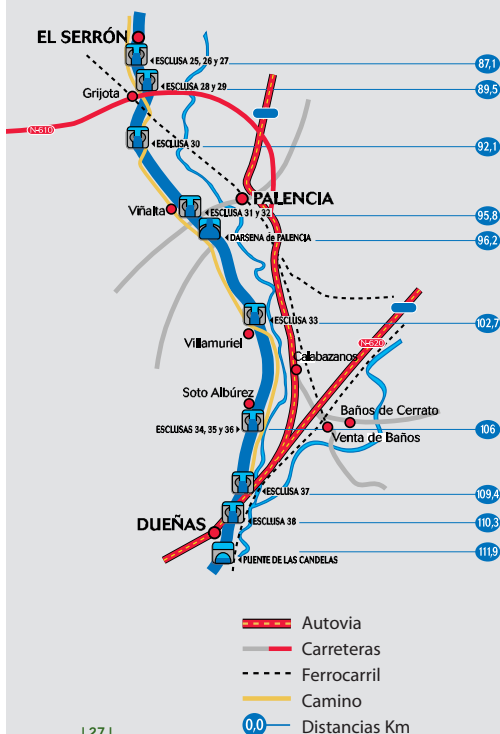 EL SERRÓN
ESCLUSA 25, 26 y 27
87,1
ESCLUSA 28 y 29
89,5
Grijota
N-610
ESCLUSA 30
92,1
PALENCIA
Viñalta
ESCLUSA 31 y 32
95,8
DARSENA de PALENCIA
96,2
ESCLUSA 33
102,7
Villamuriel
N-620
Calabazanos
Soto Albúrez
Baños de Cerrato
ESCLUSAS 34, 35 y 36
106
Venta de Baños
ESCLUSA 37
109,4
DUEÑAS
ESCLUSA 38
110,3
PUENTE DE LAS CANDELAS
111,9
Autovia
Carreteras
Ferrocarril
Camino
0,0 Distancias Km
| 27 |